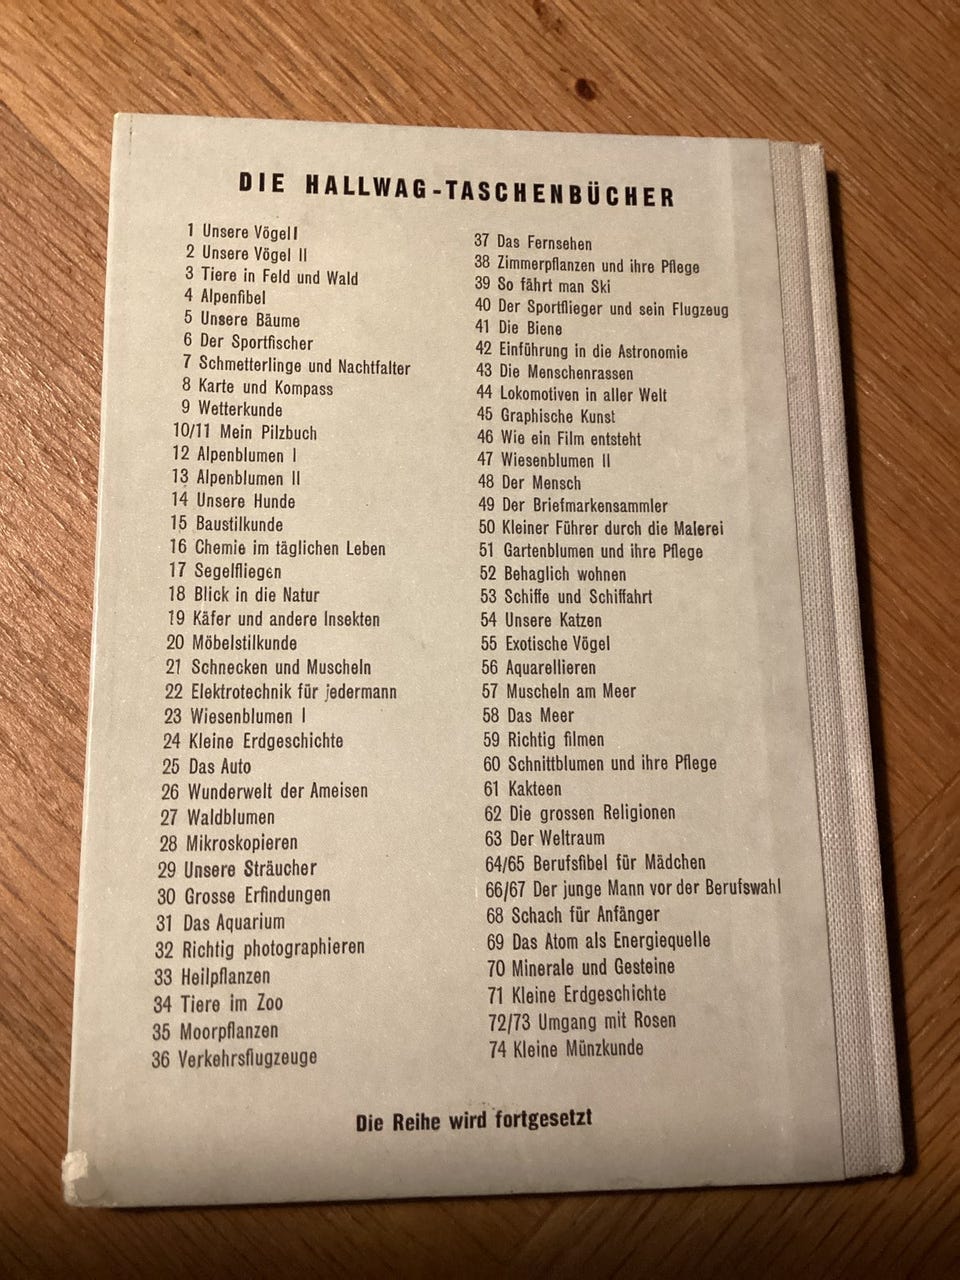 DIE HALLWAG-TASCHENBÜCHER
1 Unsere Vögel I
2 Unsere Vögel II
3 Tiere in Feld und Wald
4 Alpenfibel
5 Unsere Bäume
6 Der Sportfischer
7 Schmetterlinge und Nachtfalter
8 Karte und Kompass
9 Wetterkunde
10/11 Mein Pilzbuch
12 Alpenblumen I
13 Alpenblumen II
14 Unsere Hunde
15 Baustilkunde
16 Chemie im täglichen Leben
17 Segelfliegen
18 Blick in die Natur
19 Käfer und andere Insekten
20 Möbelstilkunde
21 Schnecken und Muscheln
22 Elektrotechnik für jedermann
23 Wiesenblumen I
24 Kleine Erdgeschichte
25 Das Auto
26 Wunderwelt der Ameisen
27 Waldblumen
28 Mikroskopieren
29 Unsere Sträucher
30 Grosse Erfindungen
31 Das Aquarium
32 Richtig photographieren
33 Heilpflanzen
34 Tiere im Zoo
35 Moorpflanzen
36 Verkehrsflugzeuge
37 Das Fernsehen
38 Zimmerpflanzen und ihre Pflege
39 So fährt man Ski
40 Der Sportflieger und sein Flugzeug
41 Die Biene
42 Einführung in die Astronomie
43 Die Menschenrassen
44 Lokomotiven in aller Welt
45 Graphische Kunst
46 Wie ein Film entsteht
47 Wiesenblumen II
48 Der Mensch
49 Der Briefmarkensammler
50 Kleiner Führer durch die Malerei
51 Gartenblumen und ihre Pflege
52 Behaglich wohnen
53 Schiffe und Schiffahrt
54 Unsere Katzen
55 Exotische Vögel
56 Aquarellieren
57 Muscheln am Meer
58 Das Meer
59 Richtig filmen
60 Schnittblumen und ihre Pflege
61 Kakteen
62 Die grossen Religionen
63 Der Weltraum
64/65 Berufsfibel für Mädchen
66/67 Der junge Mann vor der Berufswahl
68 Schach für Anfänger
69 Das Atom als Energiequelle
70 Minerale und Gesteine
71 Kleine Erdgeschichte
72/73 Umgang mit Rosen
74 Kleine Münzkunde
Die Reihe wird fortgesetzt